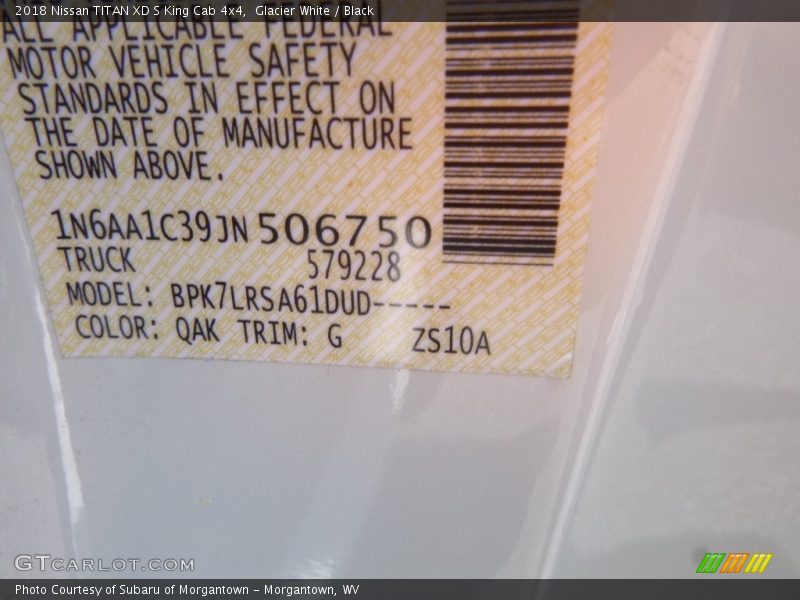 2018 Nissan TITAN XD S King Cab 4x4,  Glacier White / Black
ALL APPLICABLE FEDERAL
MOTOR VEHICLE SAFETY
STANDARDS IN EFFECT ON
THE DATE OF MANUFACTURE
SHOWN ABOVE.
1N6AA1C39JN506750
TRUCK 579228
MODEL: BPK7LRSA61DUD-----
COLOR: QAK TRIM: G ZS10A
GTCARLOT.COM
Photo Courtesy of Subaru of Morgantown - Morgantown, WV